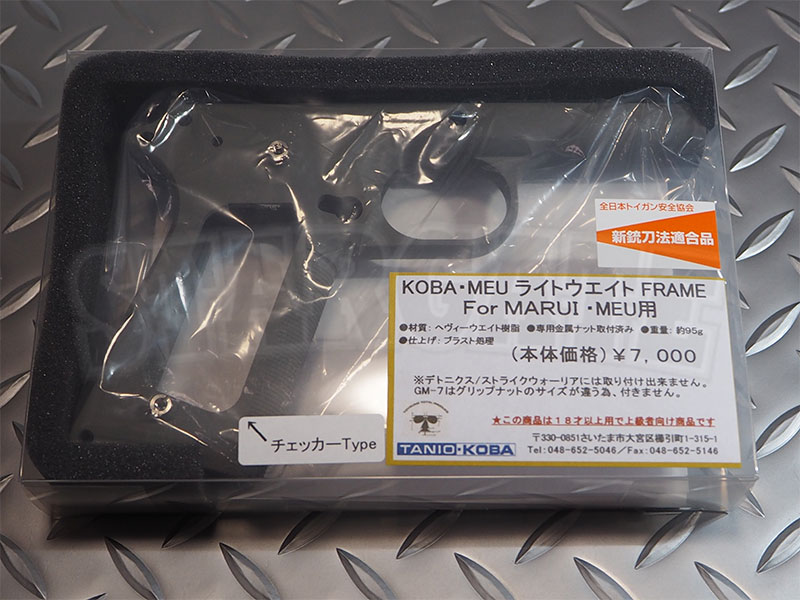 全日本トイガン安全協会
新銃刀法適合品
KOBA・MEU ライトウエイト FRAME
For MARUI ・MEU用
●材質: ヘヴィーウエイト樹脂 ●専用金属ナット取付済み ●重量: 約95g
●仕上げ: ブラスト処理
(本体価格) ¥7,000
※デトニクス/ストライクウォーリアには取り付け出来ません。
GM-7はグリップナットのサイズが違う為、付きません。
★この商品は18才以上用で上級者向け商品です
〒330-0851さいたま市大宮区櫛引町1-315-1
TANIO・KOBA
Tel:048-652-5046/Fax:048-652-5146
チェッカーType